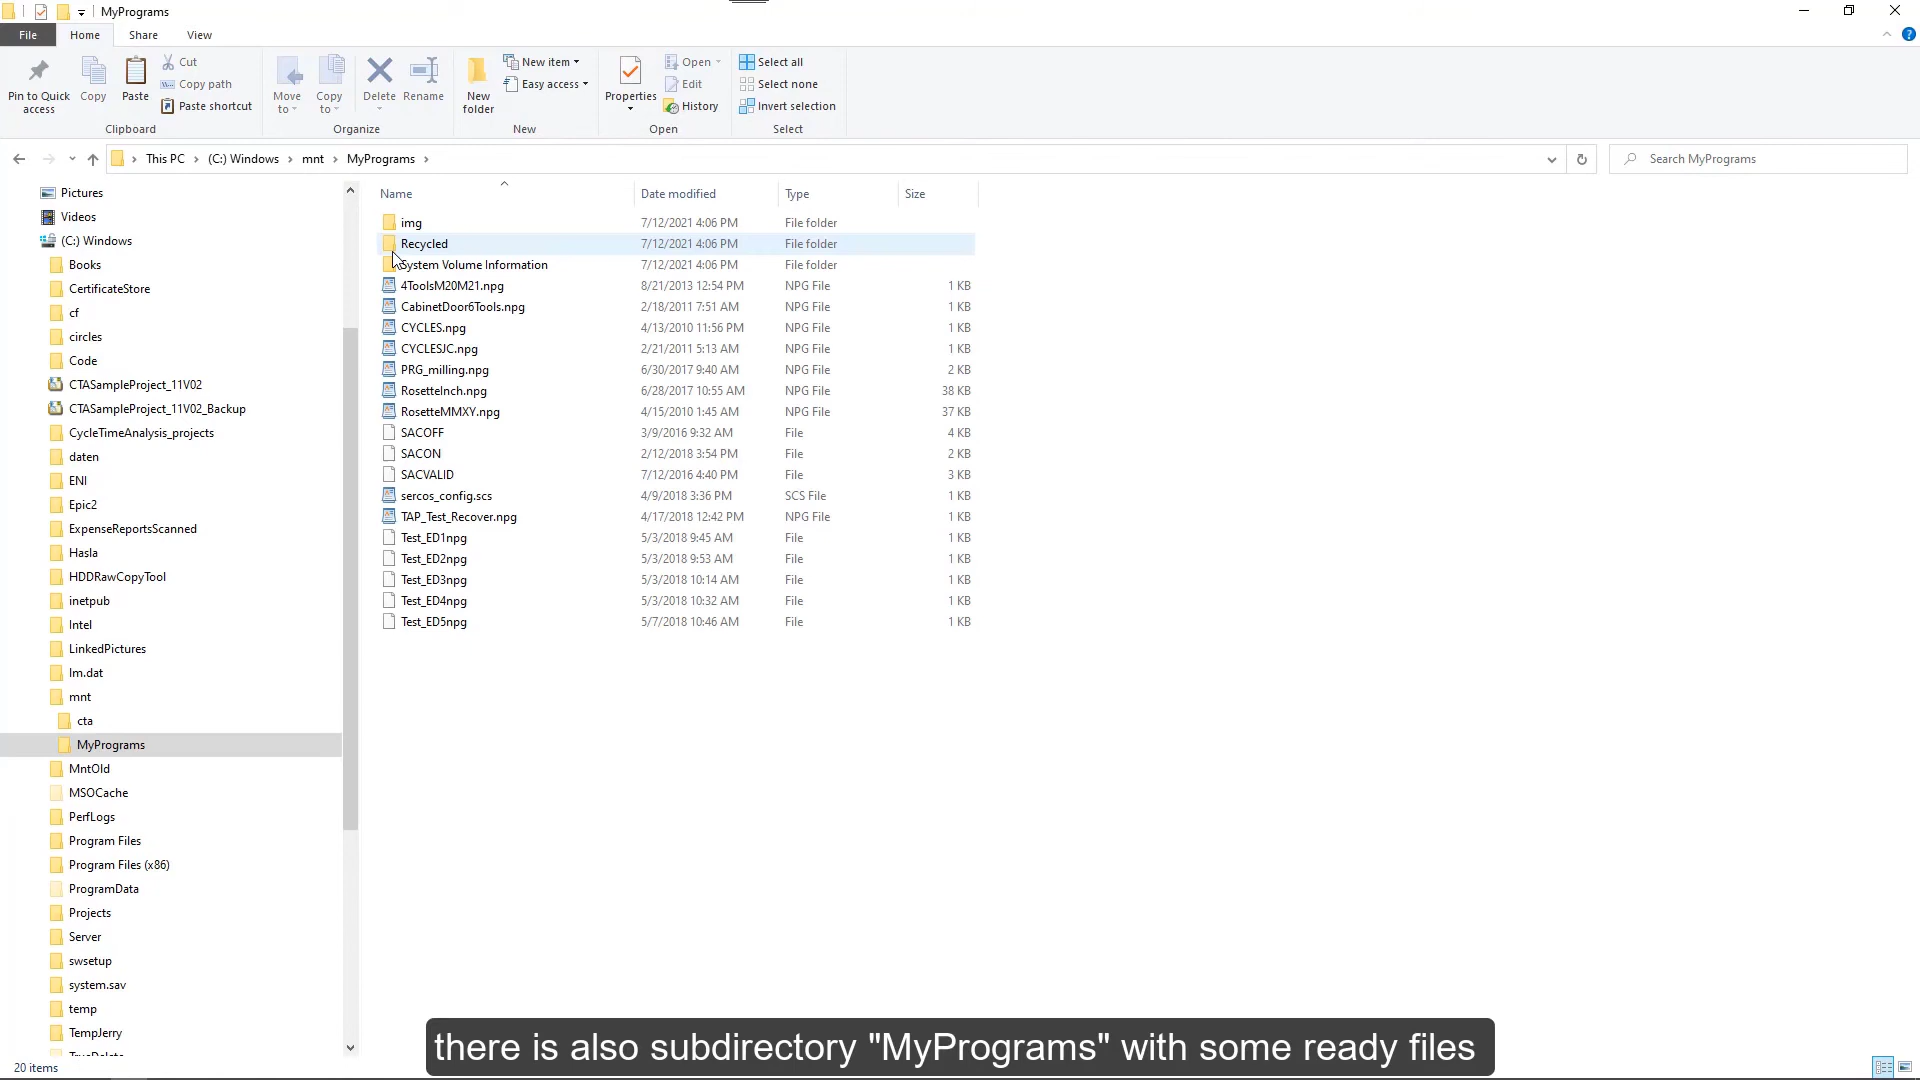 MyPrograms
File Home Share View
Pin to Quick access
Copy
Paste
Cut
Copy path
Paste shortcut
Clipboard
Move to
Copy to
Delete
Rename
Organize
New folder
New item
Easy access
New
Properties
Open
Edit
History
Open
Select all
Select none
Invert selection
Select
This PC (C:) Windows mnt MyPrograms
Search MyPrograms
Pictures
Videos
(C:) Windows
Books
CertificateStore
cf
circles
Code
CTASampleProject_11V02
CTASampleProject_11V02_Backup
CycleTimeAnalysis_projects
daten
ENI
Epic2
ExpenseReportsScanned
Hasla
HDDRawCopyTool
inetpub
Intel
LinkedPictures
lm.dat
mnt
cta
MyPrograms
MntOld
MSOCache
PerfLogs
Program Files
Program Files (x86)
ProgramData
Projects
Server
swsetup
system.sav
temp
TempJerry
Name Date modified Type Size
img 7/12/2021 4:06 PM File folder
Recycled 7/12/2021 4:06 PM File folder
System Volume Information 7/12/2021 4:06 PM File folder
4ToolsM20M21.npg 8/21/2013 12:54 PM NPG File 1 KB
CabinetDoor6Tools.npg 2/18/2011 7:51 AM NPG File 1 KB
CYCLES.npg 4/13/2010 11:56 PM NPG File 1 KB
CYCLESJC.npg 2/21/2011 5:13 AM NPG File 1 KB
PRG_milling.npg 6/30/2017 9:40 AM NPG File 2 KB
RosetteInch.npg 6/28/2017 10:55 AM NPG File 38 KB
RosetteMMXY.npg 4/15/2010 1:45 AM NPG File 37 KB
SACOFF 3/9/2016 9:32 AM File 4 KB
SACON 2/12/2018 3:54 PM File 2 KB
SACVALID 7/12/2016 4:40 PM File 3 KB
sercos_config.scs 4/9/2018 3:36 PM SCS File 1 KB
TAP_Test_Recover.npg 4/17/2018 12:42 PM NPG File 1 KB
Test_ED1npg 5/3/2018 9:45 AM File 1 KB
Test_ED2npg 5/3/2018 9:53 AM File 1 KB
Test_ED3npg 5/3/2018 10:14 AM File 1 KB
Test_ED4npg 5/3/2018 10:32 AM File 1 KB
Test_ED5npg 5/7/2018 10:46 AM File 1 KB
there is also subdirectory "MyPrograms" with some ready files
20 items